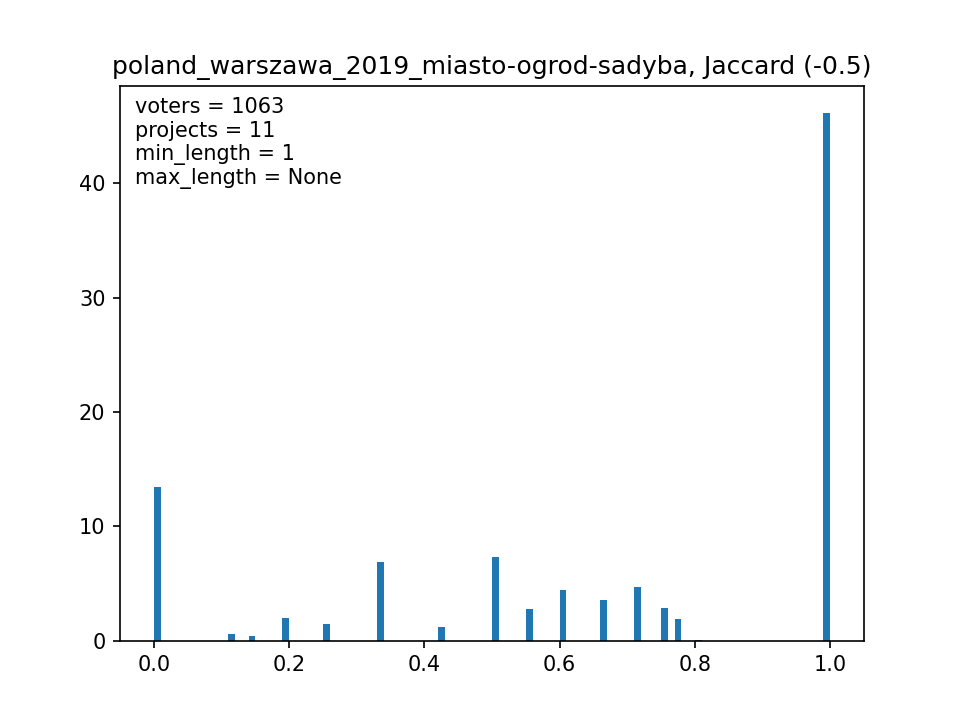 poland_warszawa_2019_miasto-ogrod-sadyba, Jaccard (-0.5)
voters = 1063
projects = 11
min_length = 1
max_length = None
40
30
20
10
0
0.0 0.2 0.4 0.6 0.8 1.0